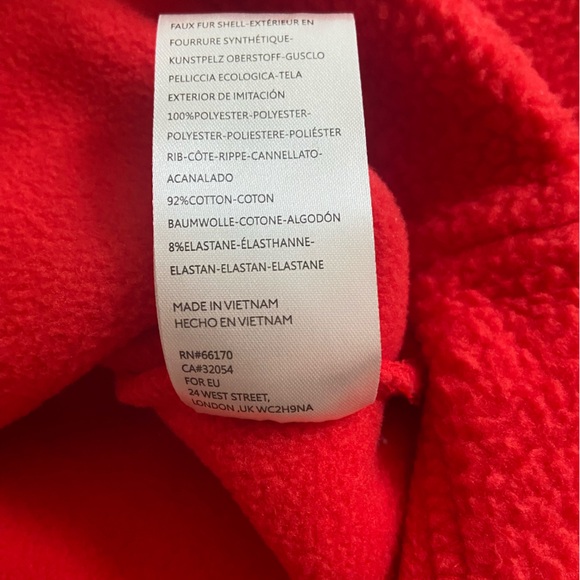 FAUX FUR SHELL-EXTÉRIEUR EN
FOURRURE SYNTHÉTIQUE-
KUNSTPELZ OBERSTOFF-GUSCLO
PELLICCIA ECOLOGICA-TELA
EXTERIOR DE IMITACIÓN
100%POLYESTER-POLYESTER-
POLYESTER-POLIESTERE-POLIÉSTER
RIB-CÔTE-RIPPE-CANNELLATO-
ACANALADO
92%COTTON-COTON
BAUMWOLLE-COTONE-ALGODÓN
8%ELASTANE-ÉLASTHANNE-
ELASTAN-ELASTAN-ELASTANE
MADE IN VIETNAM
HECHO EN VIETNAM
RN#66170
CA#32054
FOR EU
24 WEST STREET,
LONDON ,UK WC2H9NA